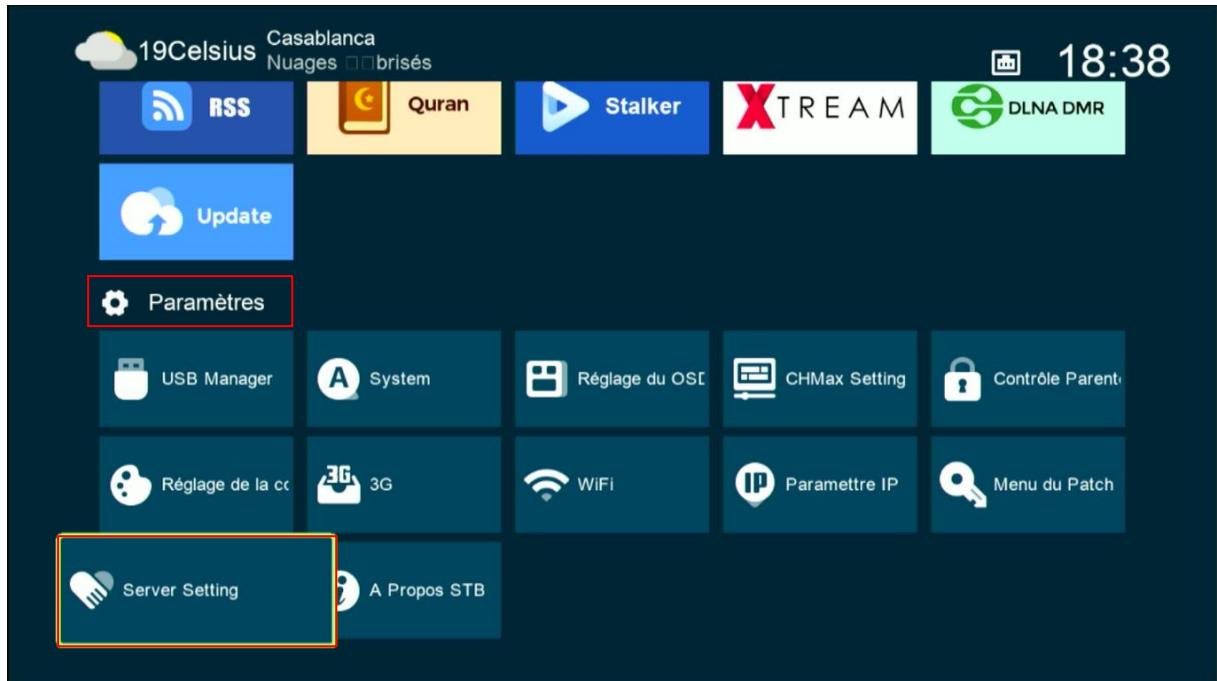 19Celsius
Casablanca
Nuages □□brisés
18:38
RSS
Quran
Stalker
XTREAM
DLNA DMR
Update
Paramètres
USB Manager
A
System
Réglage du OSD
CHMax Setting
Contrôle Parent
Réglage de la co
3G
3G
WiFi
IP
Paramettre IP
Menu du Patch
Server Setting
i
A Propos STB